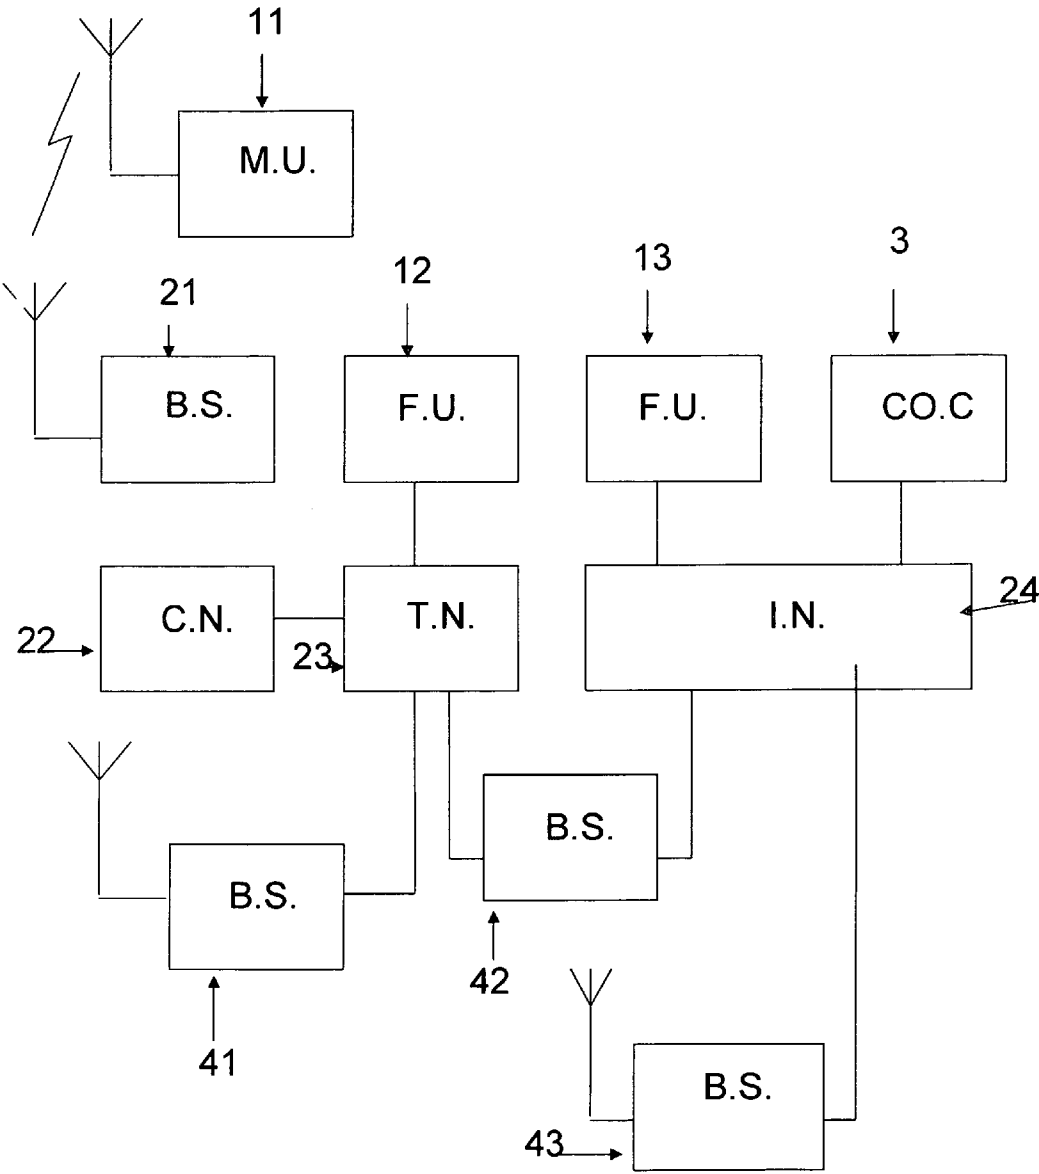 11
M.U.
3
13
12
21
B.S.
F.U.
F.U.
CO.C
24
C.N.
T.N.
I.N.
22
23
B.S.
B.S.
42
41
B.S.
43